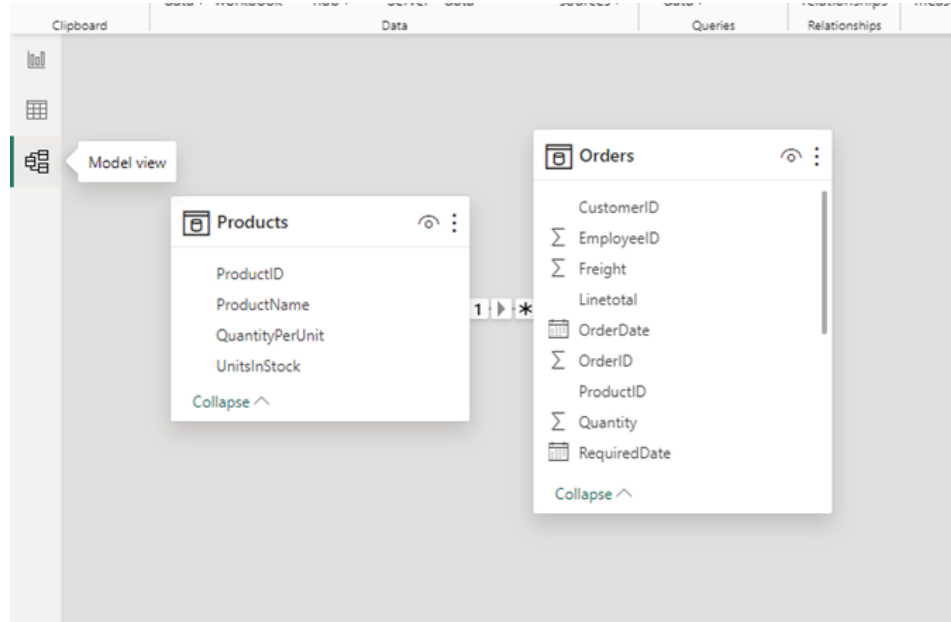 Clipboard
Data
Queries
Relationships
Model view
Products
ProductID
ProductName
QuantityPerUnit
UnitsInStock
Collapse
1
*
Orders
CustomerID
EmployeeID
Freight
Linetotal
OrderDate
OrderID
ProductID
Quantity
RequiredDate
Collapse